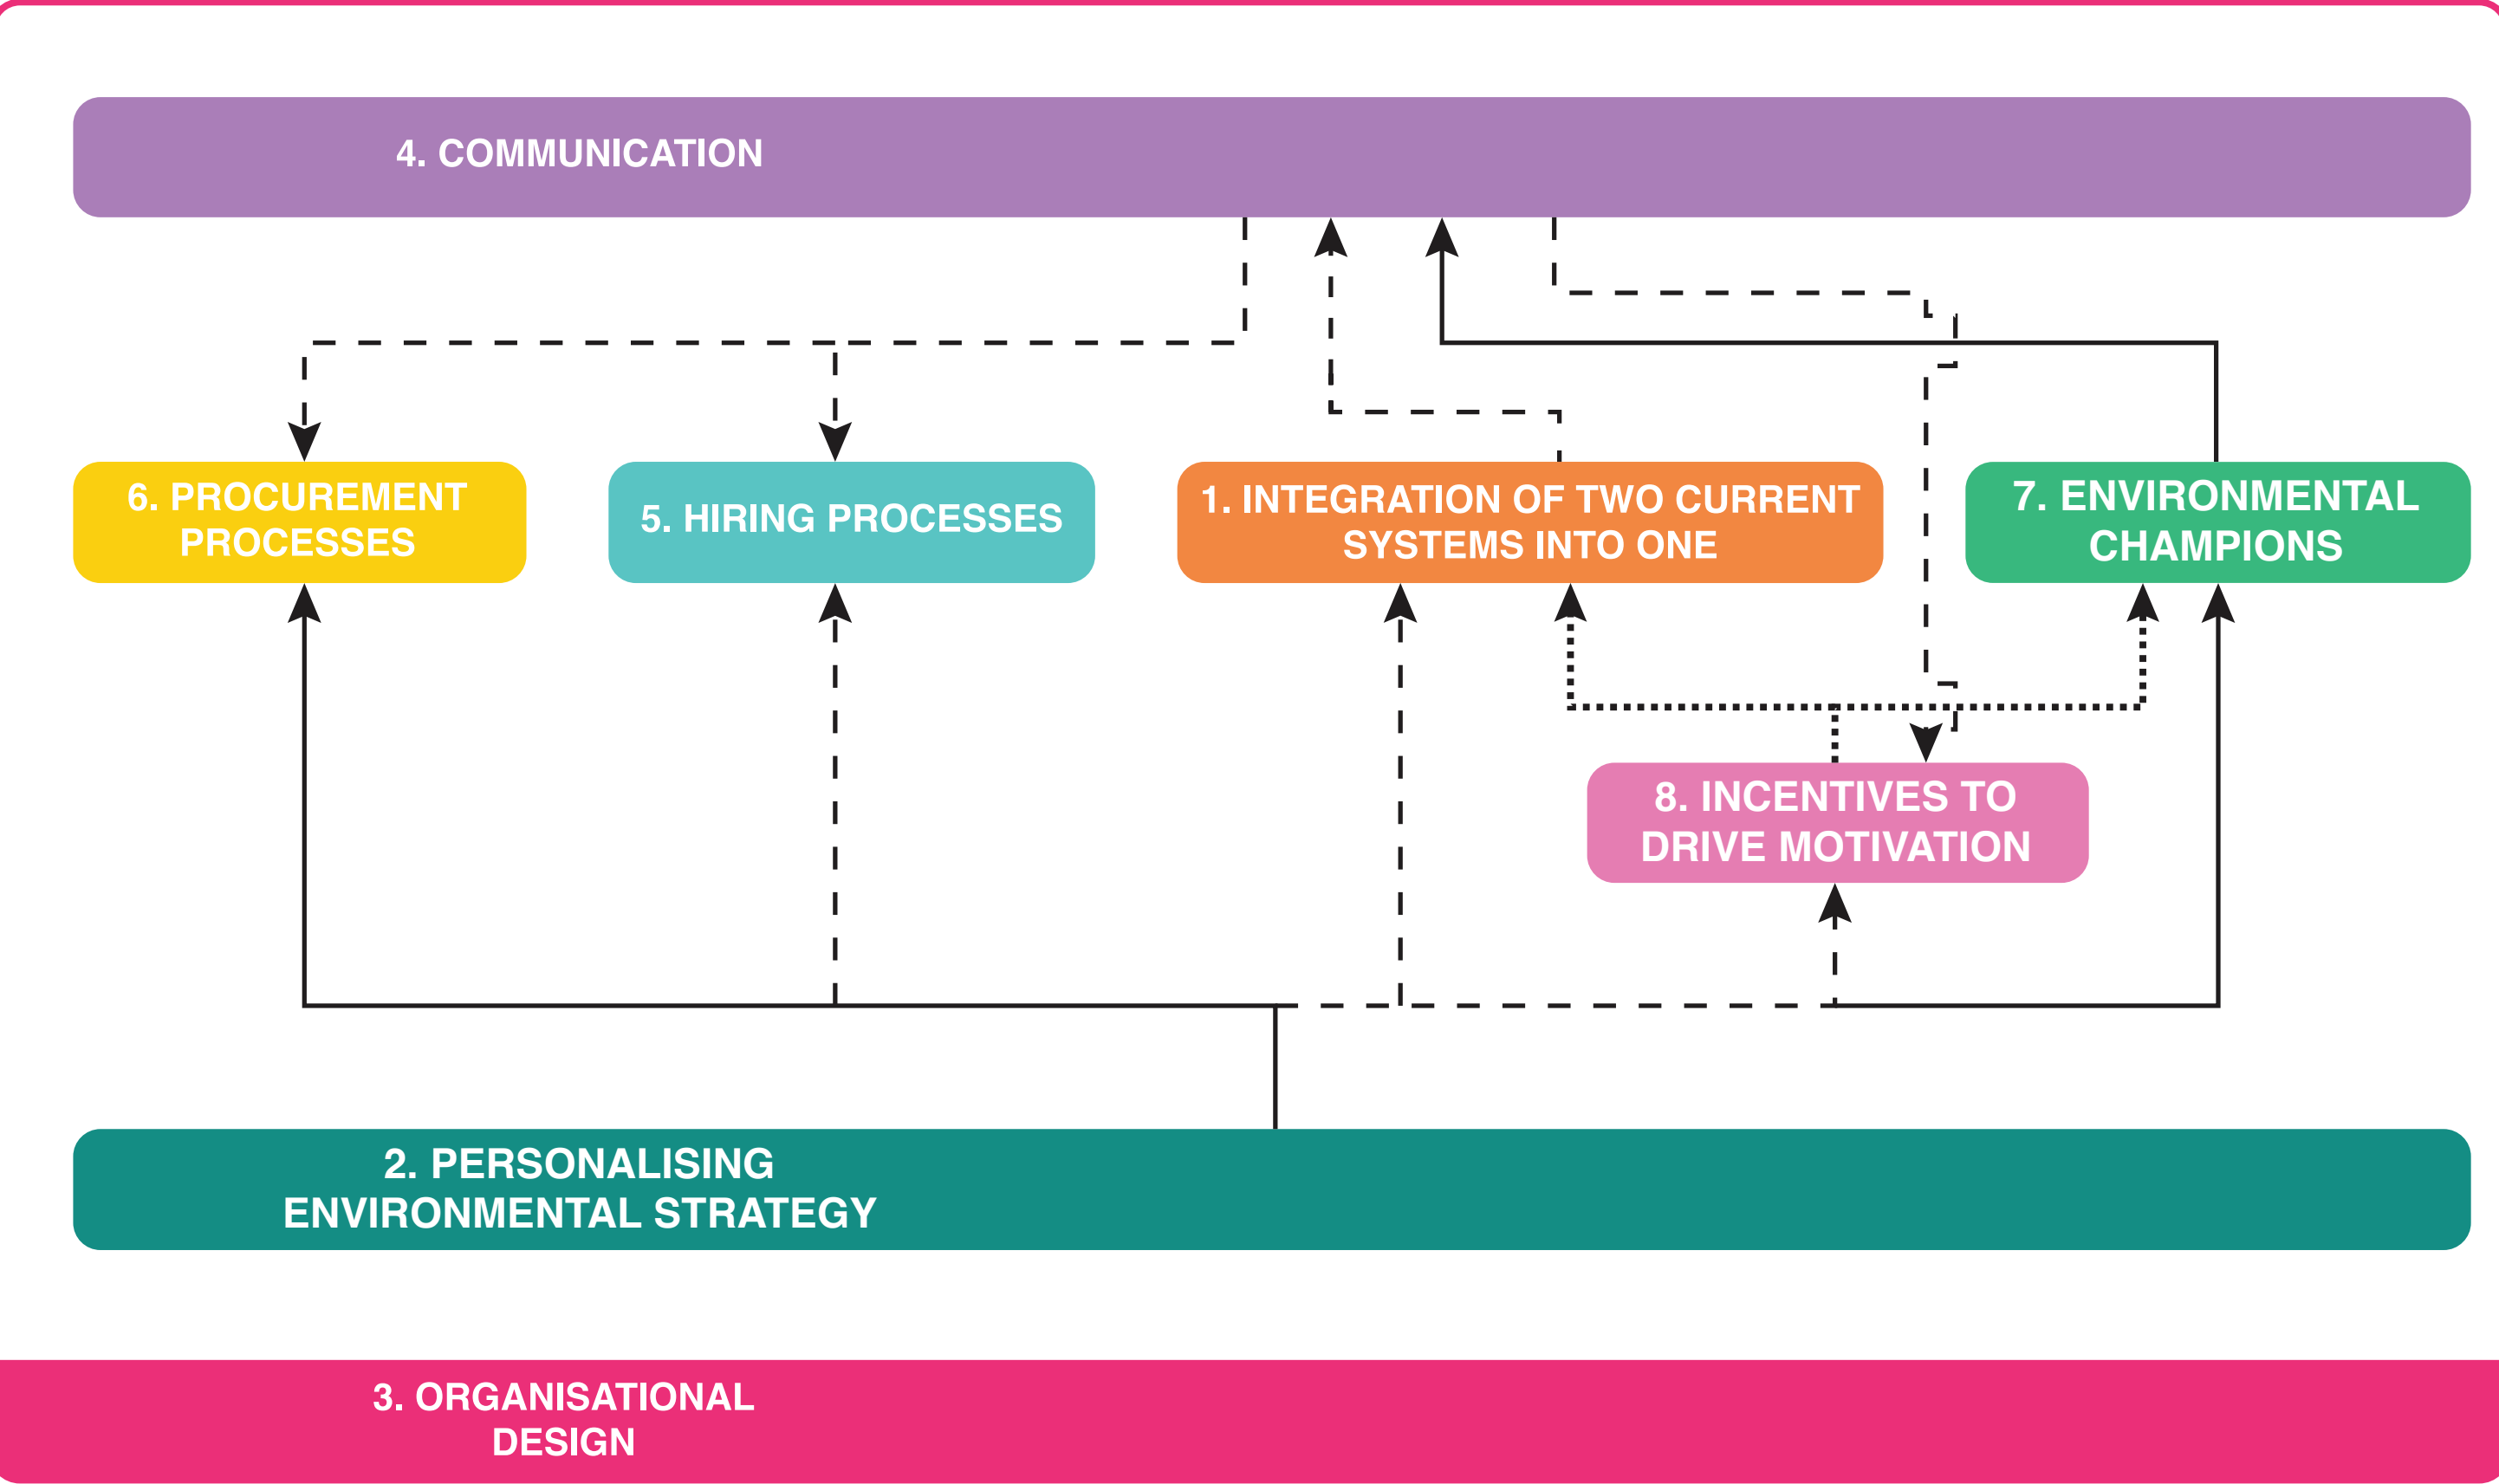 4. COMMUNICATION
6. PROCUREMENT
PROCESSES
5. HIRING PROCESSES
1. INTEGRATION OF TWO CURRENT
SYSTEMS INTO ONE
7. ENVIRONMENTAL
CHAMPIONS
8. INCENTIVES TO
DRIVE MOTIVATION
2. PERSONALISING
ENVIRONMENTAL STRATEGY
3. ORGANISATIONAL
DESIGN